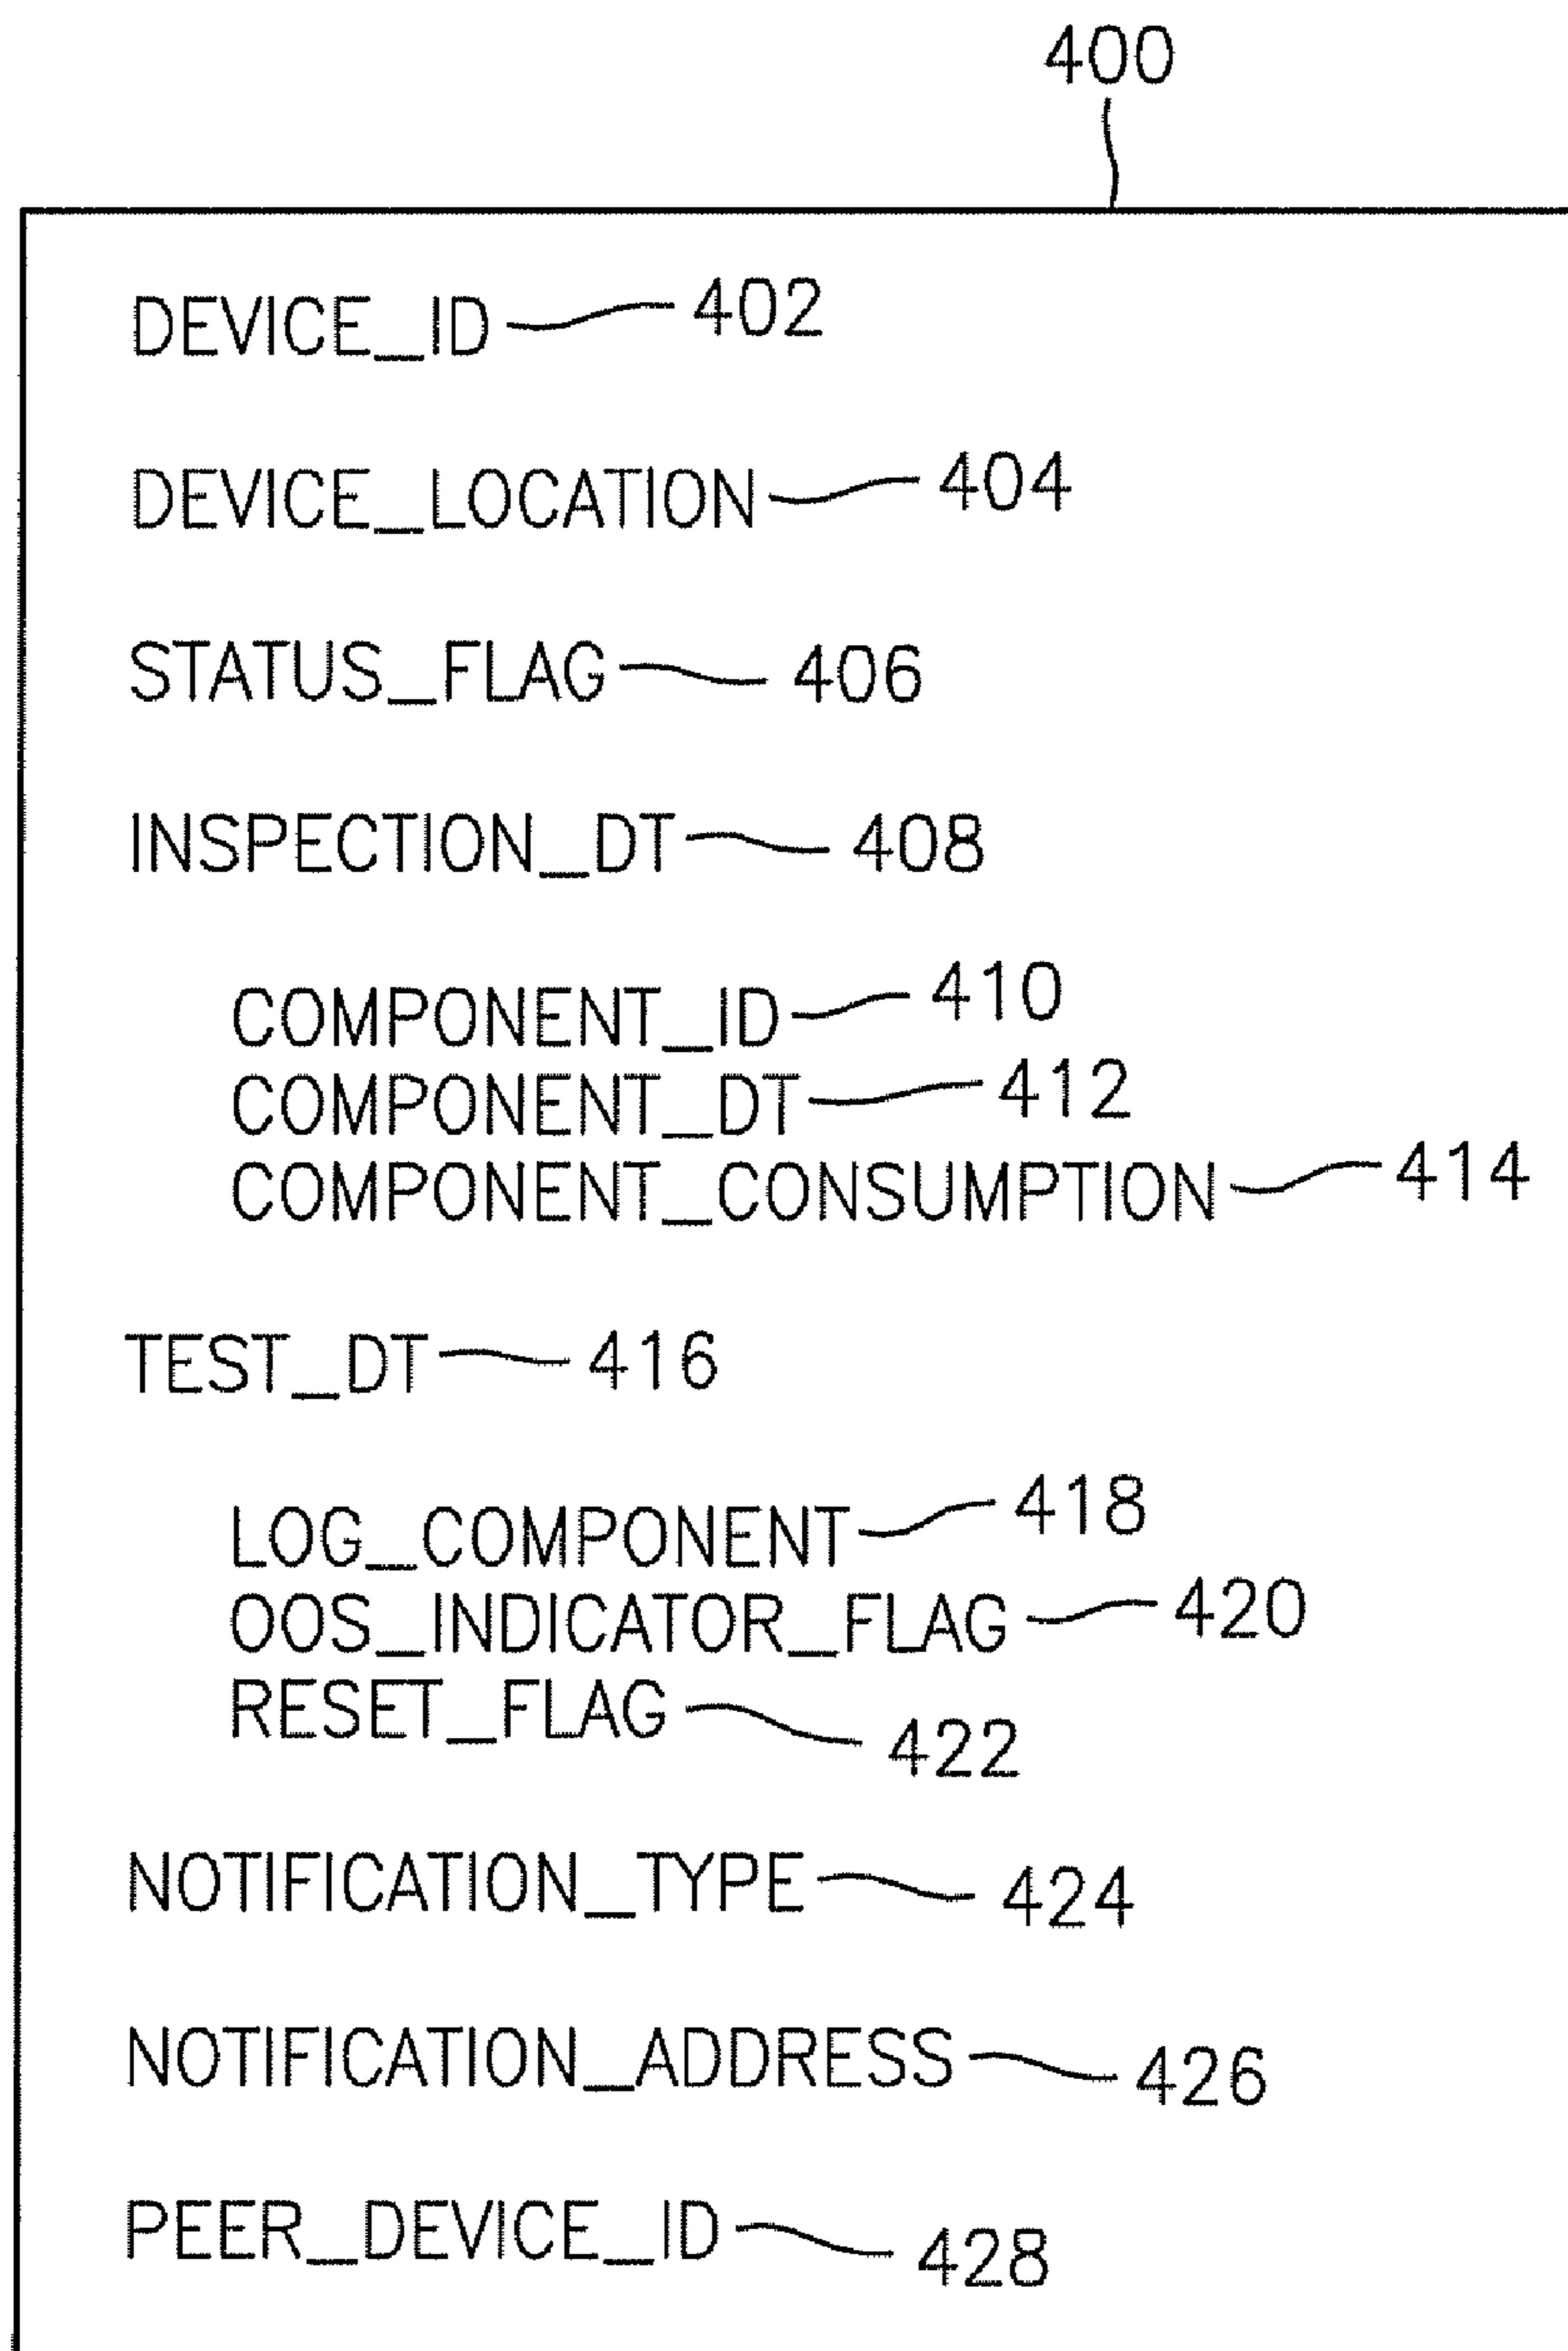 400
DEVICE_ID 402
DEVICE_LOCATION 404
STATUS_FLAG 406
INSPECTION_DT 408
COMPONENT_ID 410
COMPONENT_DT 412
COMPONENT_CONSUMPTION 414
TEST_DT 416
LOG_COMPONENT 418
OOS_INDICATOR_FLAG 420
RESET_FLAG 422
NOTIFICATION_TYPE 424
NOTIFICATION_ADDRESS 426
PEER_DEVICE_ID 428